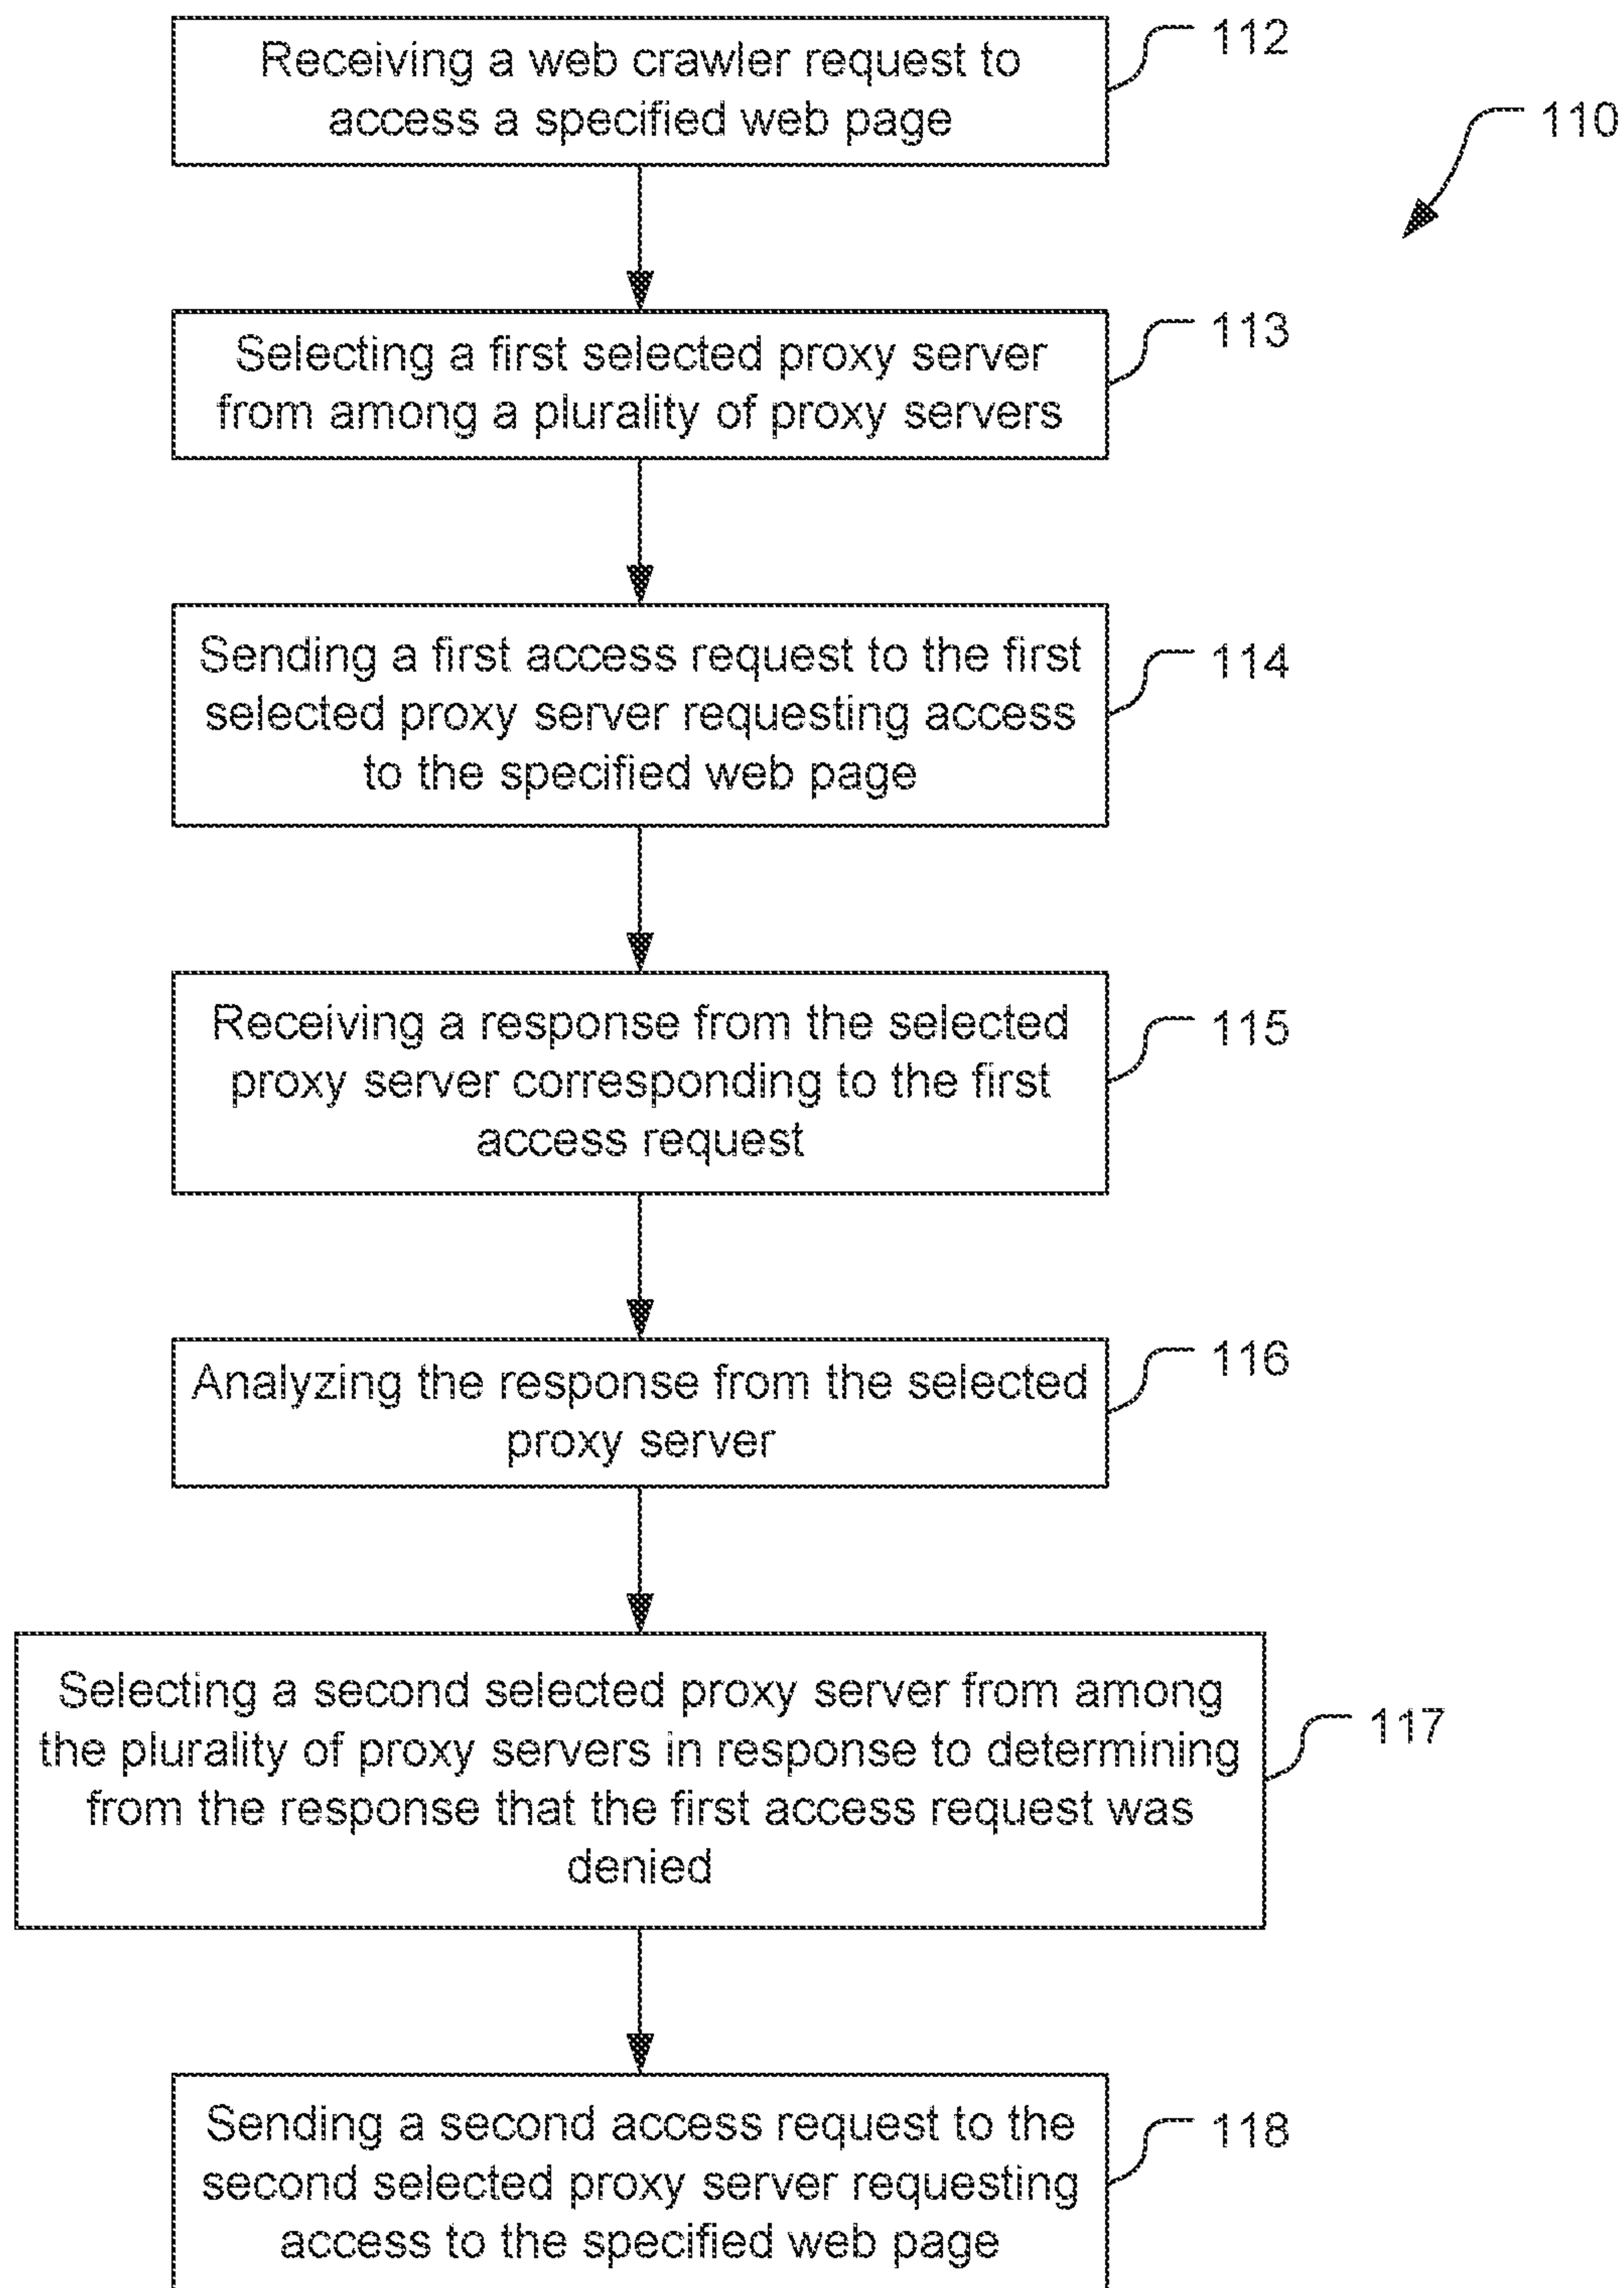 Receiving a web crawler request to
access a specified web page
112
110
Selecting a first selected proxy server
from among a plurality of proxy servers
113
Sending a first access request to the first
selected proxy server requesting access
to the specified web page
114
Receiving a response from the selected
proxy server corresponding to the first
access request
115
Analyzing the response from the selected
proxy server
116
Selecting a second selected proxy server from among
the plurality of proxy servers in response to determining
from the response that the first access request was
denied
117
Sending a second access request to the
second selected proxy server requesting
access to the specified web page
118